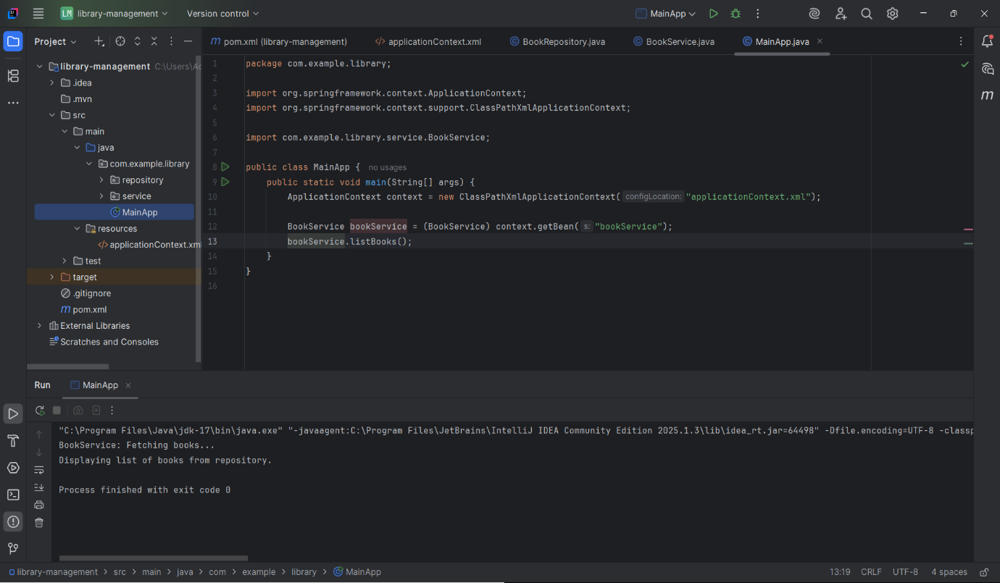 LM library-management Version control MainApp
Project
pom.xml (library-management) applicationContext.xml BookRepository.java BookService.java MainApp.java
library-management C:\Users\Ac
.idea
.mvn
src
main
java
com.example.library
repository
service
MainApp
resources
applicationContext.xml
test
target
.gitignore
pom.xml
External Libraries
Scratches and Consoles
1 package com.example.library;
2
3 import org.springframework.context.ApplicationContext;
4 import org.springframework.context.support.ClassPathXmlApplicationContext;
5
6 import com.example.library.service.BookService;
7
8 public class MainApp { no usages
9 public static void main(String[] args) {
10 ApplicationContext context = new ClassPathXmlApplicationContext( configLocation: "applicationContext.xml");
11
12 BookService bookService = (BookService) context.getBean( s: "bookService");
13 bookService.listBooks();
14 }
15 }
16
Run MainApp
"C:\Program Files\Java\jdk-17\bin\java.exe" "-javaagent:C:\Program Files\JetBrains\IntelliJ IDEA Community Edition 2025.1.3\lib\idea_rt.jar=64498" -Dfile.encoding=UTF-8 -classp
BookService: Fetching books...
Displaying list of books from repository.
Process finished with exit code 0
library-management > src > main > java > com > example > library > MainApp 13:19 CRLF UTF-8 4 spaces